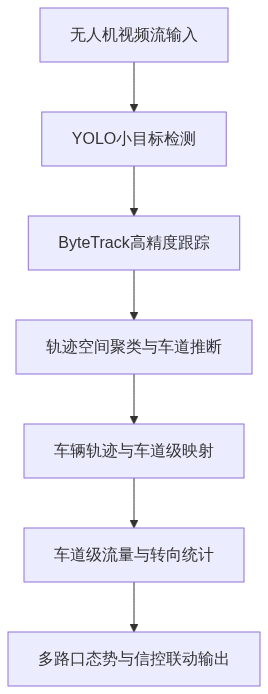 无人机视频流输入
YOLO小目标检测
ByteTrack高精度跟踪
轨迹空间聚类与车道推断
车辆轨迹与车道级映射
车道级流量与转向统计
多路口态势与信控联动输出